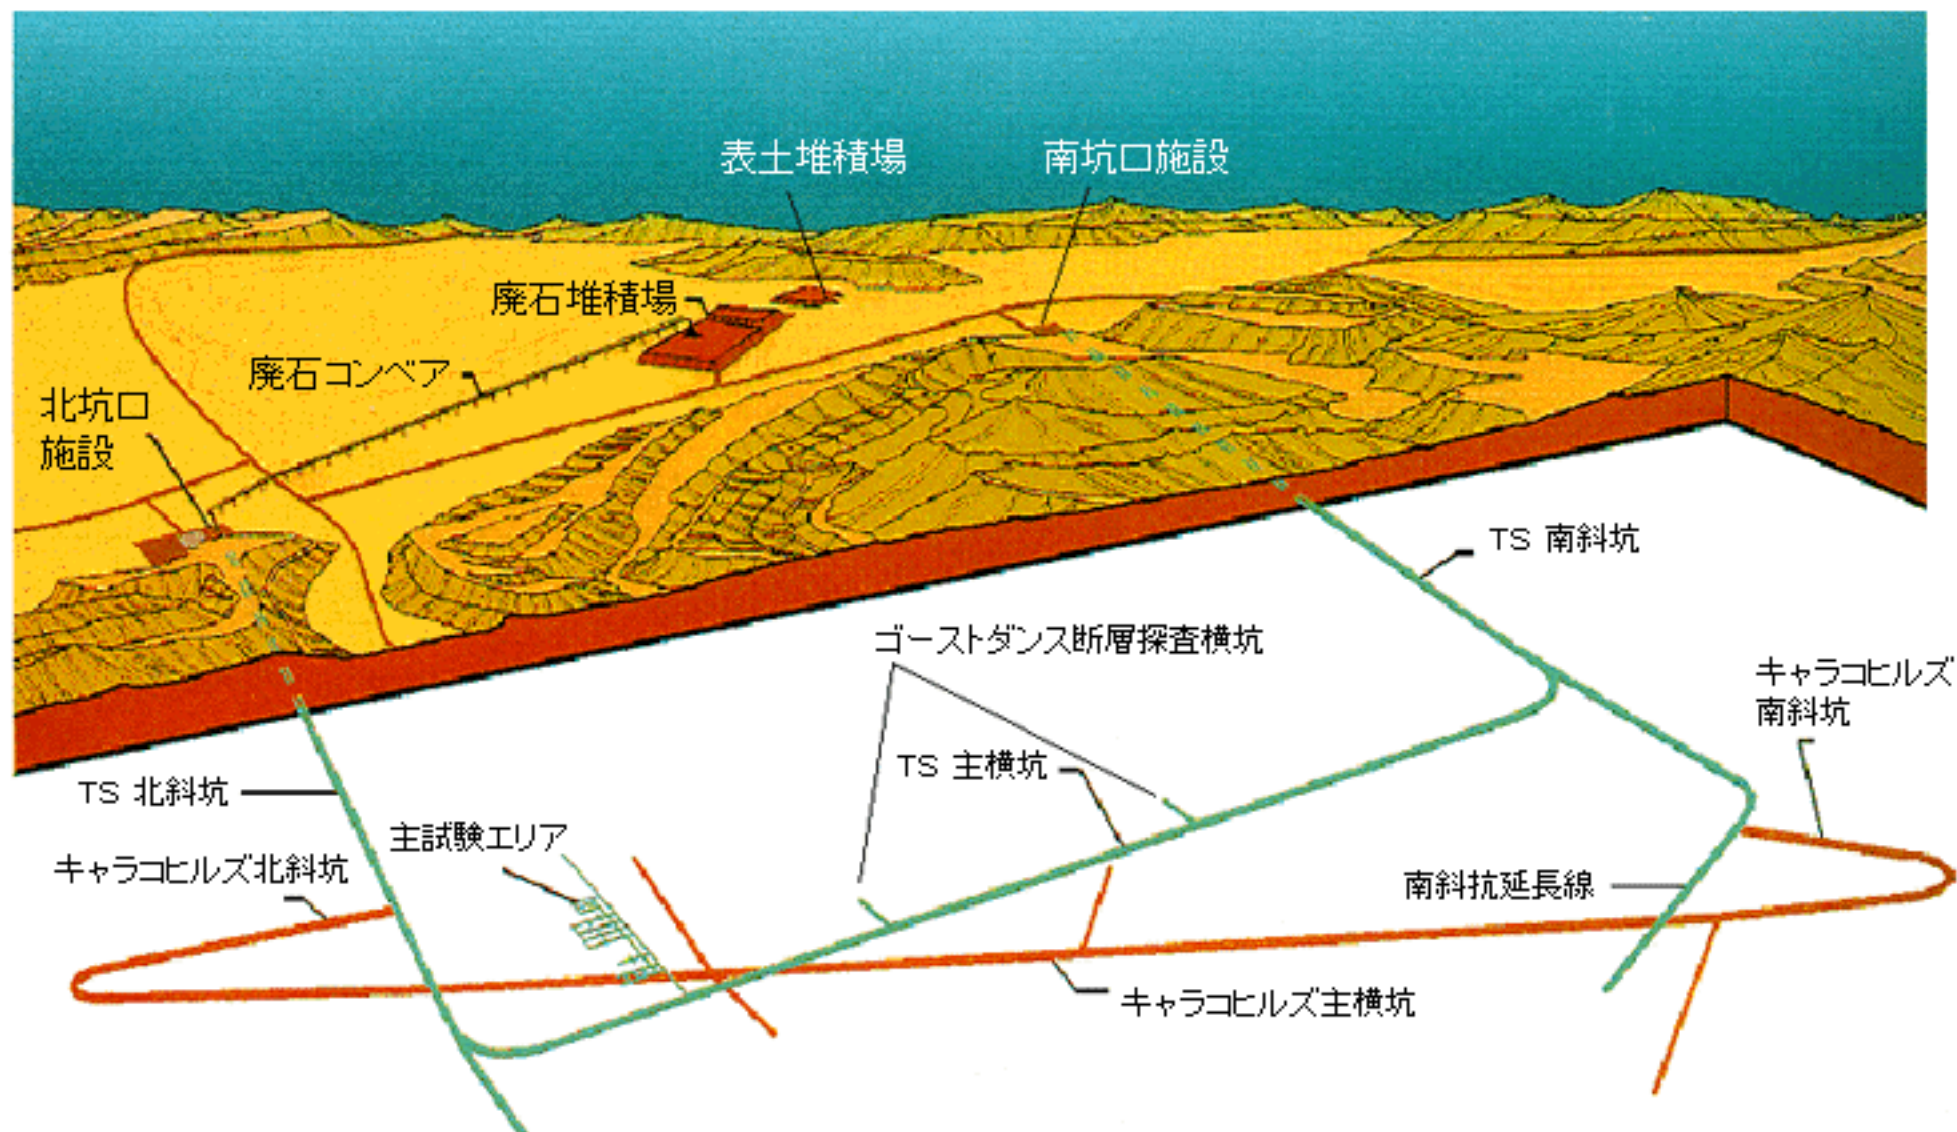 表土堆積場
南坑口施設
廃石堆積場
廃石コンベア
北坑口
施設
TS 南斜坑
ゴーストダンス断層探査横坑
キャラコヒルズ
南斜坑
TS 主横坑
TS 北斜坑
主試験エリア
キャラコヒルズ北斜坑
南斜抗延長線
キャラコヒルズ主横坑